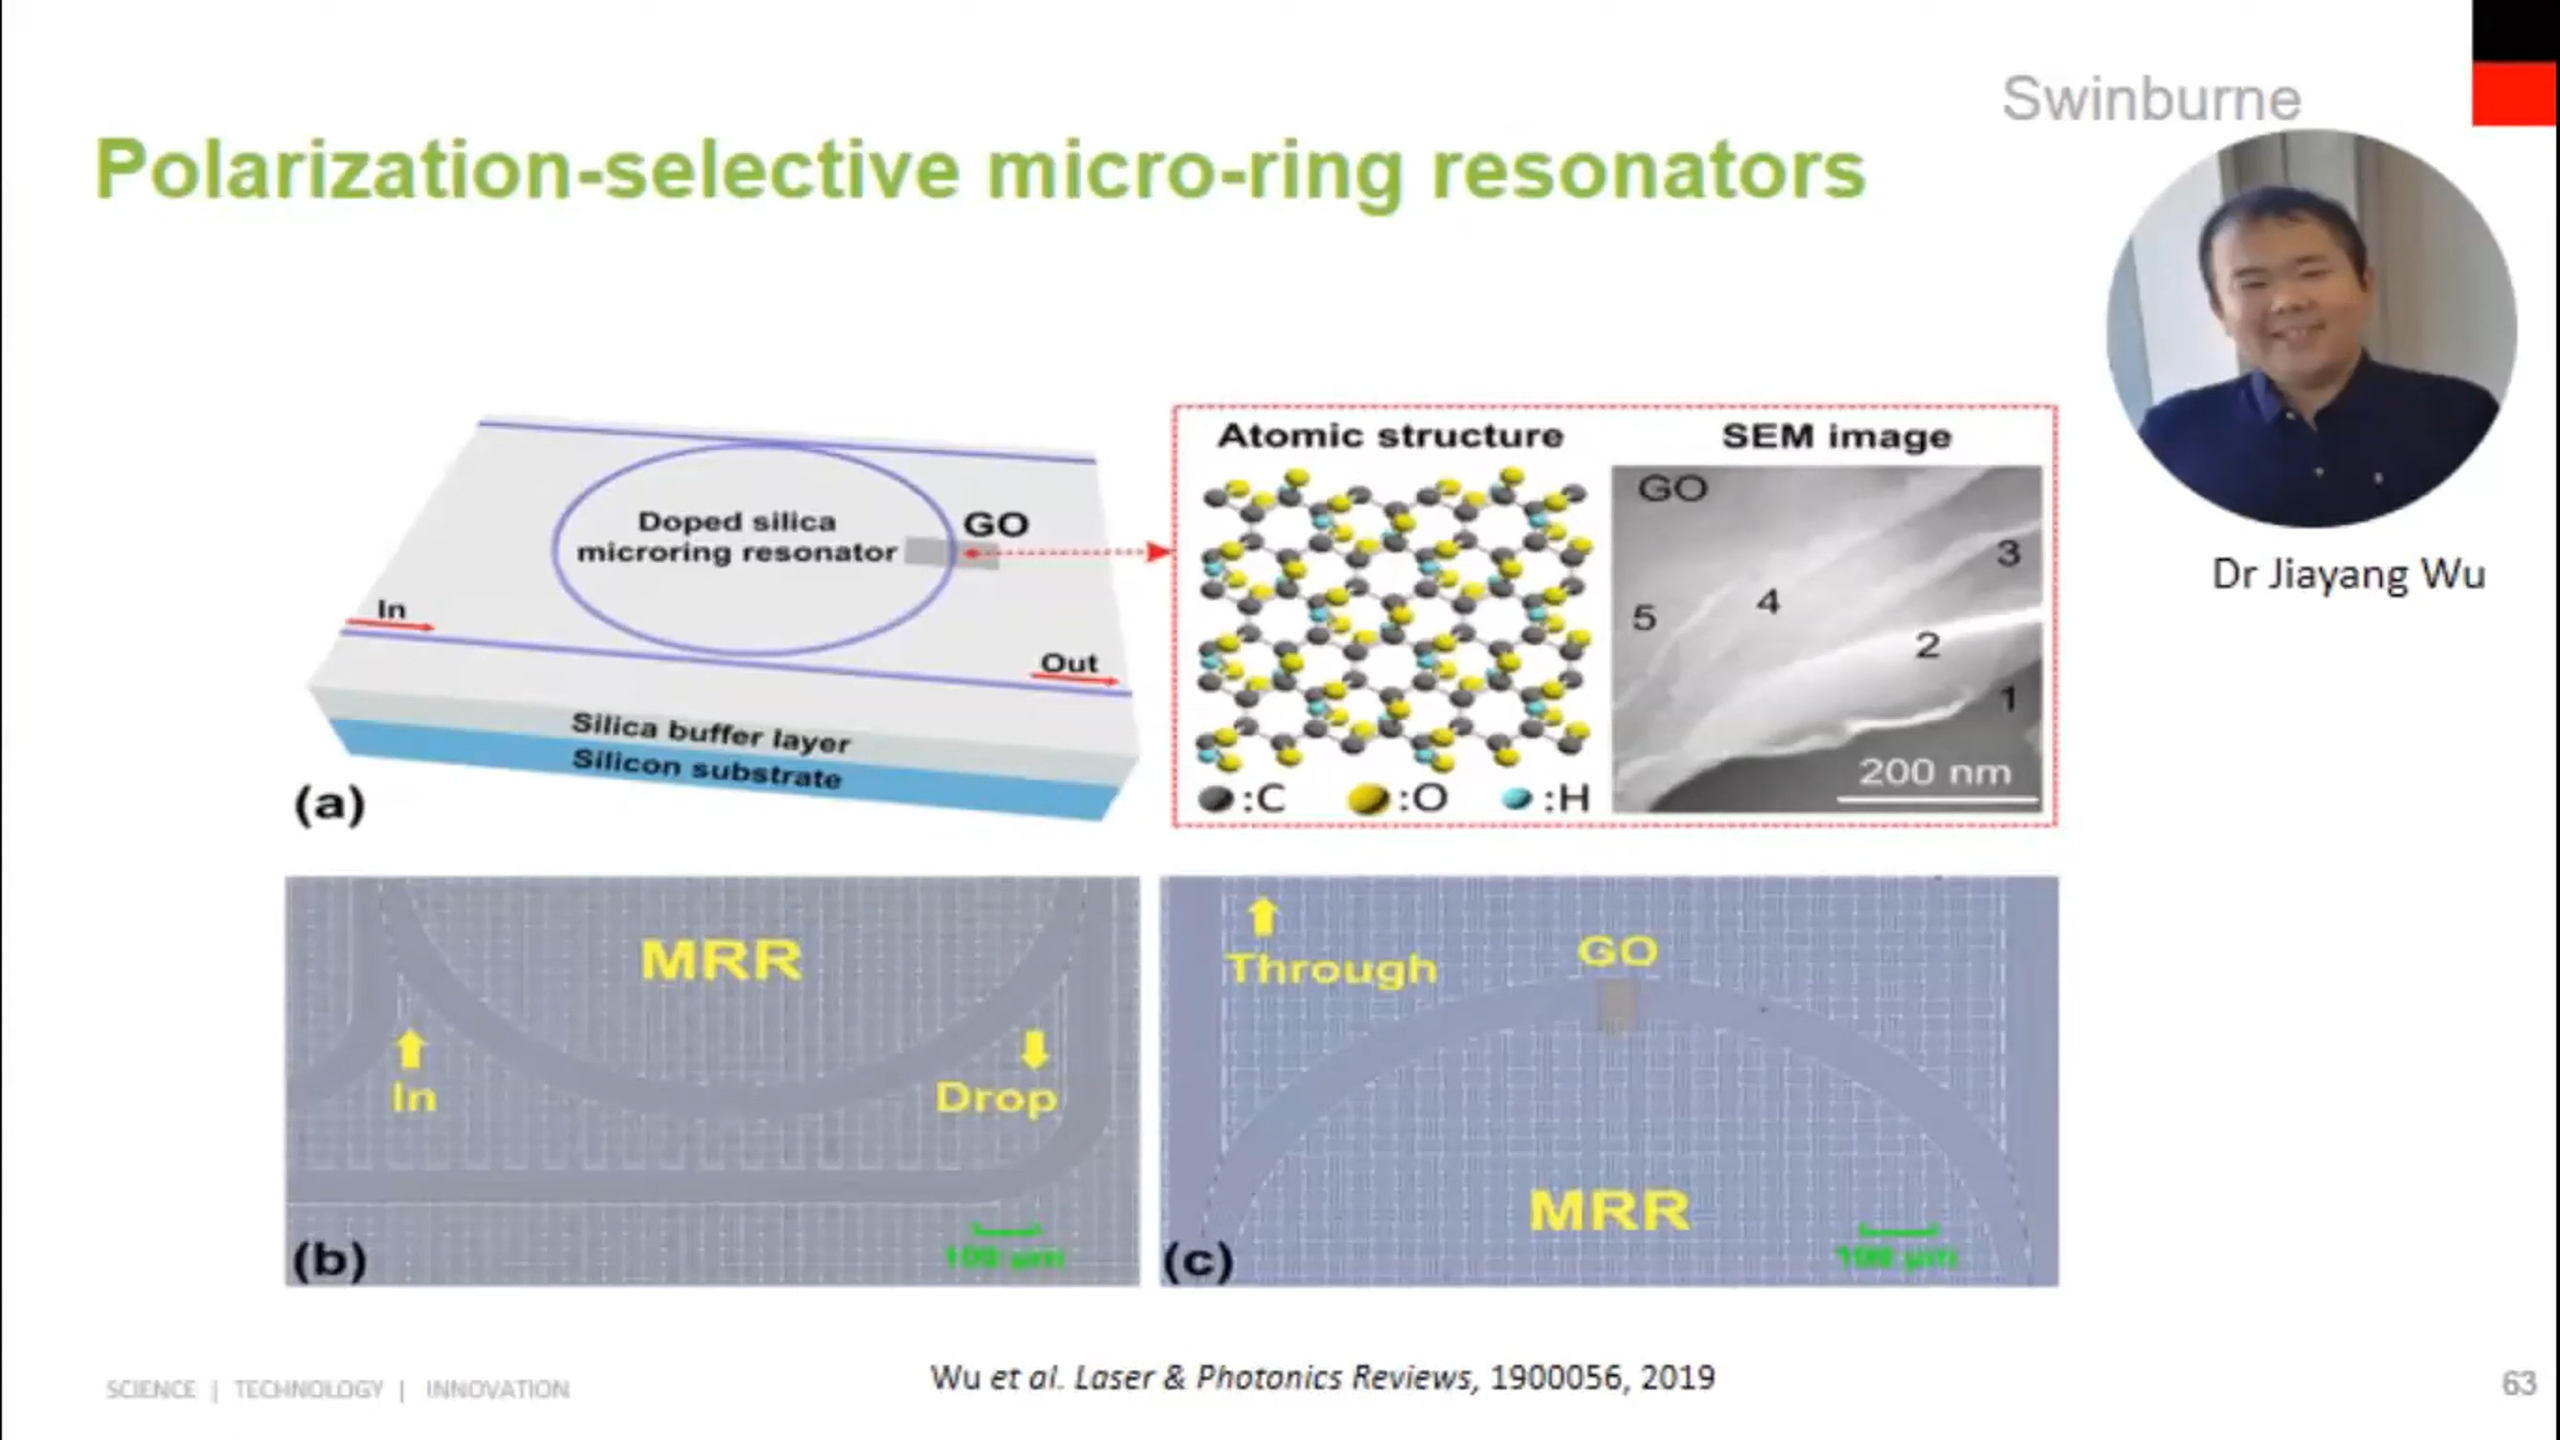 Swinburne
Polarization-selective micro-ring resonators
Dr Jiayang Wu
Doped silica
microring resonator
GO
In
Out
Silica buffer layer
Silicon substrate
(a)
Atomic structure
:C :O :H
SEM image
GO
3
5 4
2
1
200 nm
MRR
In
Drop
100 µm
(b)
Through
GO
MRR
100 µm
(c)
Wu et al. Laser & Photonics Reviews, 1900056, 2019
SCIENCE | TECHNOLOGY | INNOVATION
63